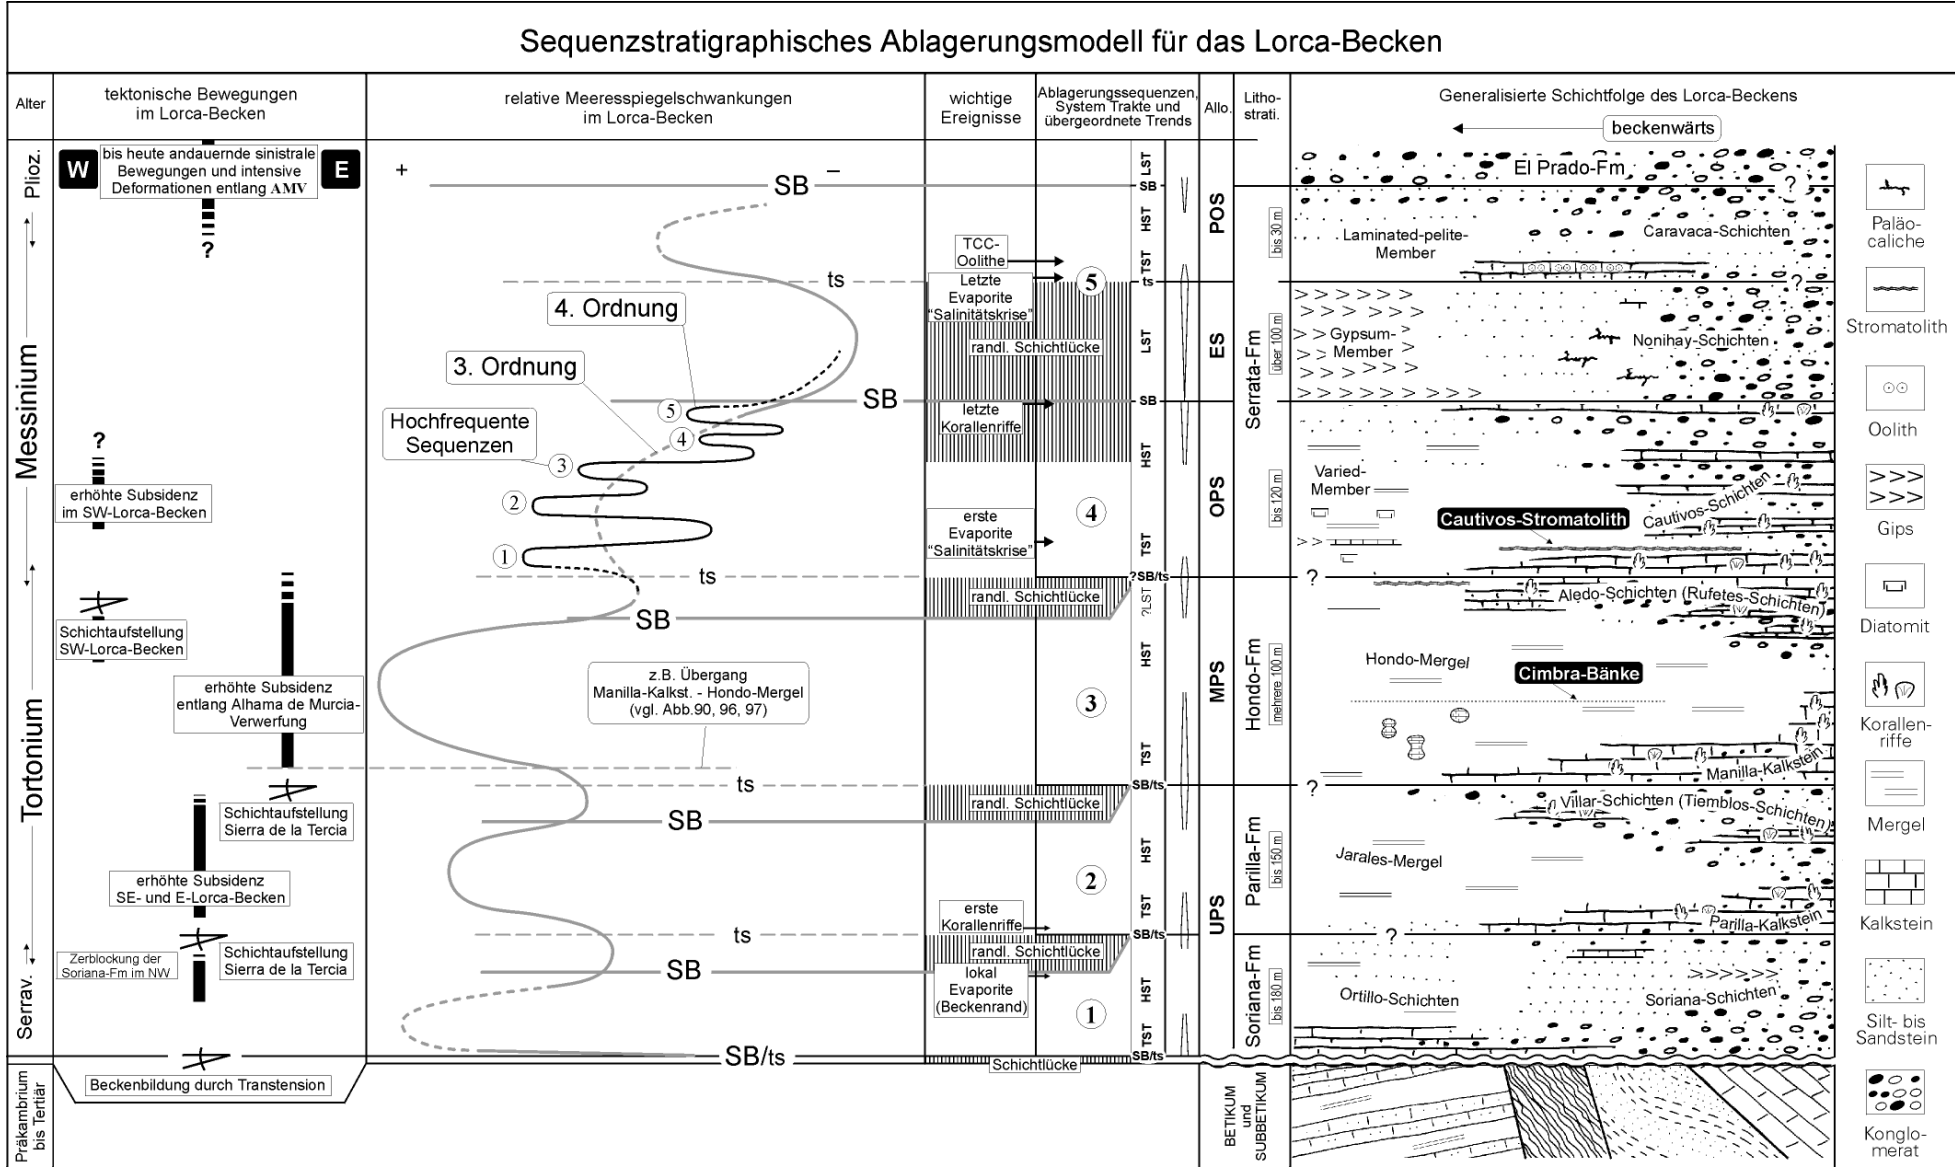 Sequenzstratigraphisches Ablagerungsmodell für das Lorca-Becken
Alter
tektonische Bewegungen
im Lorca-Becken
relative Meeresspiegelschwankungen
im Lorca-Becken
wichtige
Ereignisse
Ablagerungssequenzen,
System Trakte und
übergeordnete Trends
Allo.
Litho-
strati.
Generalisierte Schichtfolge des Lorca-Beckens
beckenwärts
Plioz.
Messinium
Tortonium
Serrav.
Präkambrium
bis Tertiär
W
bis heute andauernde sinistrale
Bewegungen und intensive
Deformationen entlang AMV
E
?
?
erhöhte Subsidenz
im SW-Lorca-Becken
Schichtaufstellung
SW-Lorca-Becken
erhöhte Subsidenz
entlang Alhama de Murcia-
Verwerfung
Schichtaufstellung
Sierra de la Tercia
erhöhte Subsidenz
SE- und E-Lorca-Becken
Zerblockung der
Soriana-Fm im NW
Schichtaufstellung
Sierra de la Tercia
Beckenbildung durch Transtension
+
–
SB
ts
4. Ordnung
3. Ordnung
SB
Hochfrequente
Sequenzen
5
4
3
2
1
ts
SB
z.B. Übergang
Manilla-Kalkst. - Hondo-Mergel
(vgl. Abb.90, 96, 97)
ts
SB
ts
SB
SB/ts
TCC-
Oolithe
Letzte
Evaporite
"Salinitätskrise"
randl. Schichtlücke
letzte
Korallenriffe
erste
Evaporite
"Salinitätskrise"
randl. Schichtlücke
randl. Schichtlücke
erste
Korallenriffe
randl. Schichtlücke
lokal
Evaporite
(Beckenrand)
Schichtlücke
5
4
3
2
1
LST
SB
HST
TST
ts
LST
SB
HST
TST
?SB/ts
?LST
HST
TST
SB/ts
HST
TST
SB/ts
HST
TST
SB/ts
POS
ES
OPS
MPS
UPS
Serrata-Fm
Hondo-Fm
Parilla-Fm
Soriana-Fm
BETIKUM
und
SUBBETIKUM
bis 30 m
über 100 m
bis 120 m
mehrere 100 m
bis 150 m
bis 180 m
El Prado-Fm
?
Laminated-pelite-
Member
Caravaca-Schichten
?
Gypsum-
Member
Nonihay-Schichten
Varied-
Member
Cautivos-Schichten
Cautivos-Stromatolith
?
Aledo-Schichten (Rufetes-Schichten)
Hondo-Mergel
Cimbra-Bänke
Manilla-Kalkstein
?
Villar-Schichten (Tiemblos-Schichten)
Jarales-Mergel
Parilla-Kalkstein
?
Ortillo-Schichten
Soriana-Schichten
Paläo-
caliche
Stromatolith
Oolith
Gips
Diatomit
Korallen-
riffe
Mergel
Kalkstein
Silt- bis
Sandstein
Konglo-
merat